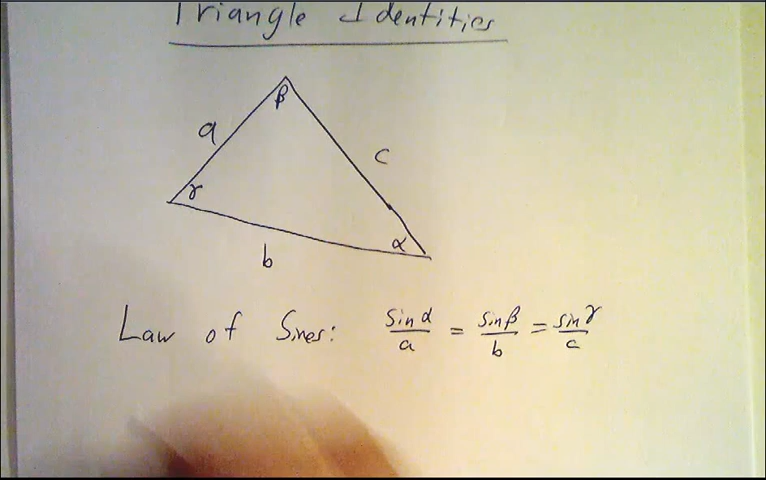 Triangle Identities
β
a
c
γ
α
b
Law of Sines: sin α / a = sin β / b = sin γ / c